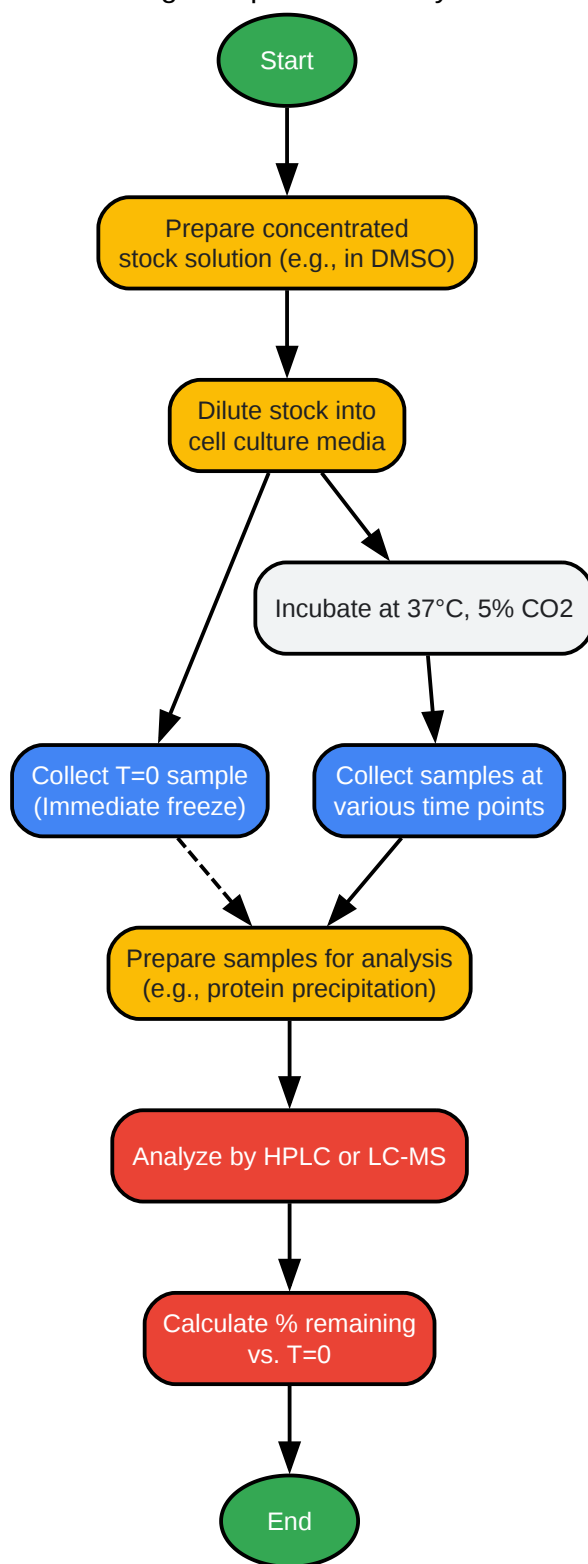 Start
Prepare concentrated
stock solution (e.g., in DMSO)
Dilute stock into
cell culture media
Incubate at 37°C, 5% CO2
Collect T=0 sample
(Immediate freeze)
Collect samples at
various time points
Prepare samples for analysis
(e.g., protein precipitation)
Analyze by HPLC or LC-MS
Calculate % remaining
vs. T=0
End